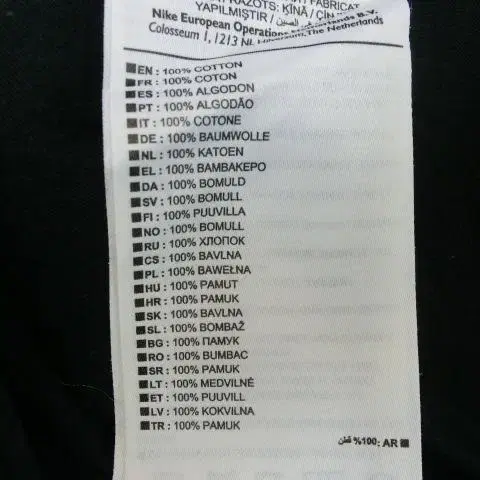 RAŽOTS: ĶĪNĀ / ÇİN
YAPILMIŞTIR /
Nike European Operations Netherlands B.V.
Colosseum 1, 1213 NL Hilversum, The Netherlands
EN : 100% COTTON
FR : 100% COTON
ES : 100% ALGODON
PT : 100% ALGODÃO
IT : 100% COTONE
DE : 100% BAUMWOLLE
NL : 100% KATOEN
EL : 100% ΒΑΜΒΑΚΕΡΟ
DA : 100% BOMULD
SV : 100% BOMULL
FI : 100% PUUVILLA
NO : 100% BOMULL
RU : 100% ХЛОПОК
CS : 100% BAVLNA
PL : 100% BAWEŁNA
HU : 100% PAMUT
HR : 100% PAMUK
SK : 100% BAVLNA
SL : 100% BOMBAŽ
BG : 100% ПАМУК
RO : 100% BUMBAC
SR : 100% PAMUK
LT : 100% MEDVILNĖ
ET : 100% PUUVILL
LV : 100% KOKVILNA
TR : 100% PAMUK
AR :100% قطن